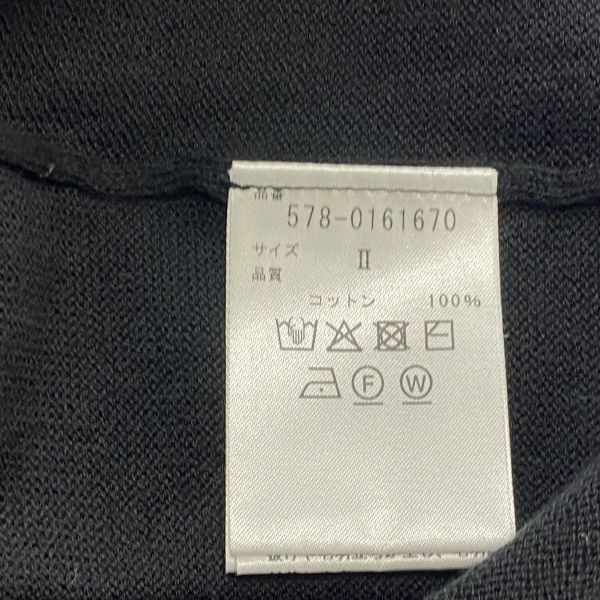 品番
578-0161670
サイズ II
品質
コットン 100%
F W